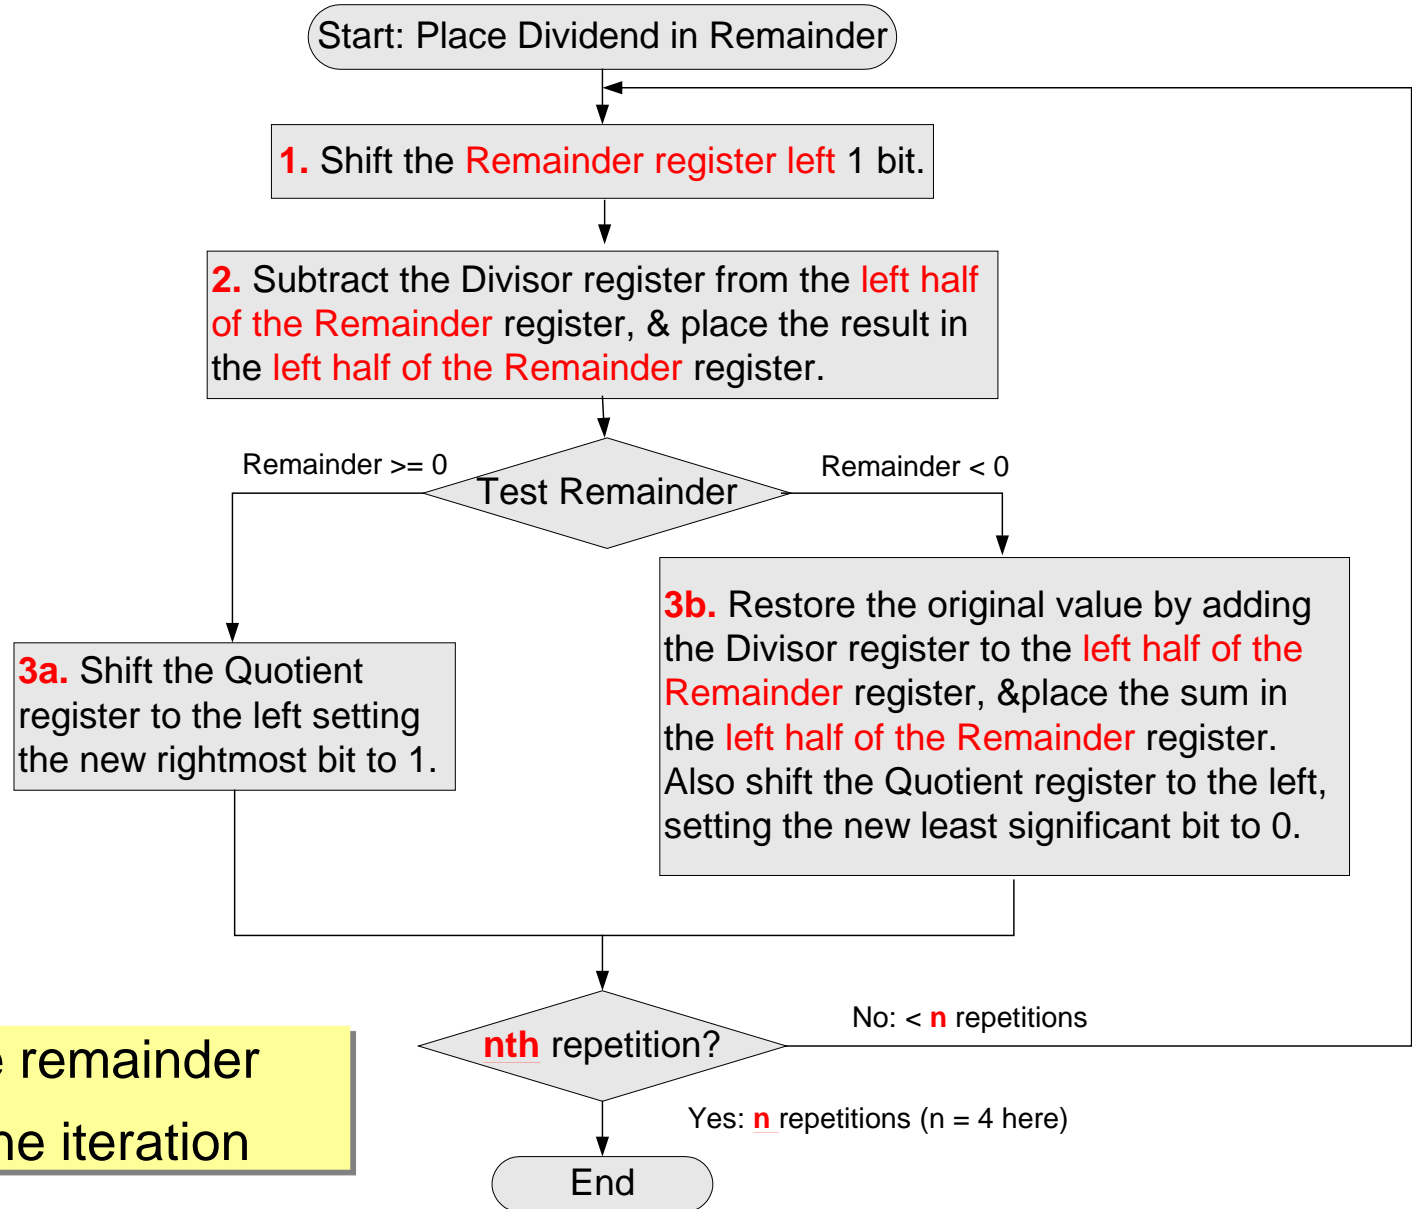 Start: Place Dividend in Remainder
1. Shift the Remainder register left 1 bit.
2. Subtract the Divisor register from the left half
of the Remainder register, & place the result in
the left half of the Remainder register.
Remainder >= 0
Test Remainder
Remainder < 0
3a. Shift the Quotient
register to the left setting
the new rightmost bit to 1.
3b. Restore the original value by adding
the Divisor register to the left half of the
Remainder register, &place the sum in
the left half of the Remainder register.
Also shift the Quotient register to the left,
setting the new least significant bit to 0.
nth repetition?
No: < n repetitions
Yes: n repetitions (n = 4 here)
End
remainder
iteration